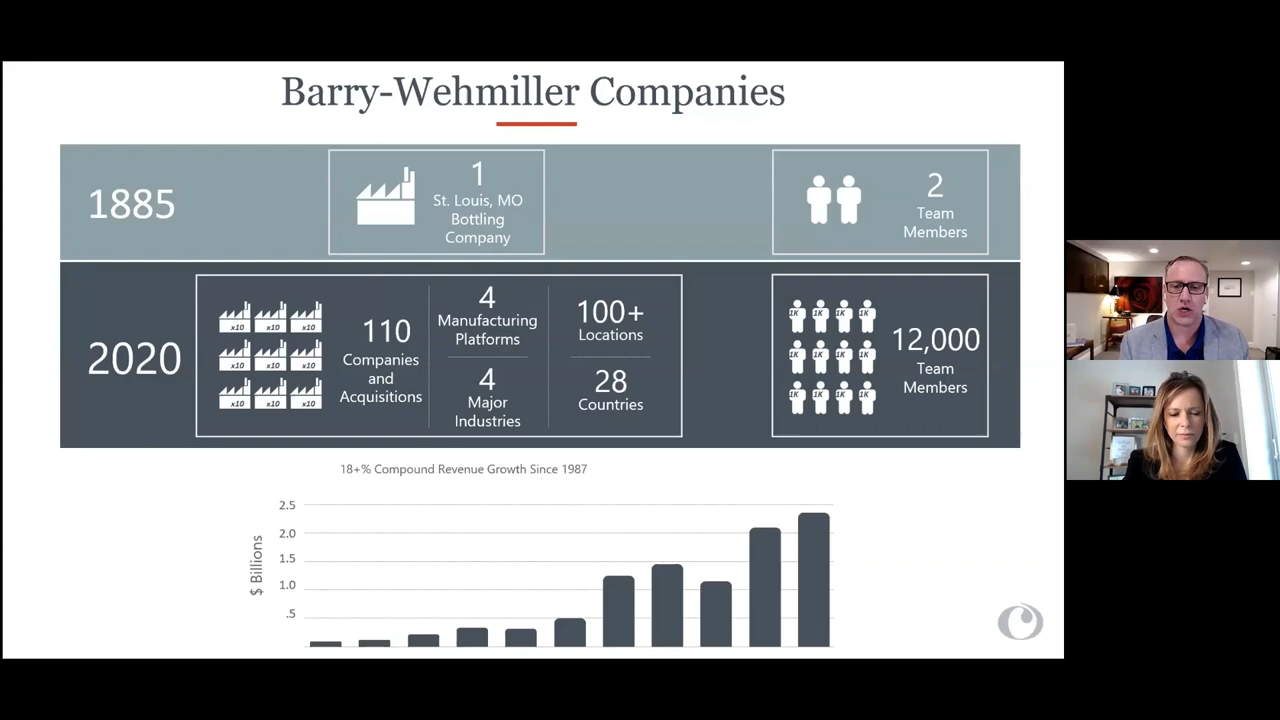 Barry-Wehmiller Companies
1885
1
St. Louis, MO
Bottling
Company
2
Team
Members
2020
x10 x10 x10
x10 x10 x10
x10 x10 x10
110
Companies
and
Acquisitions
4
Manufacturing
Platforms
4
Major
Industries
100+
Locations
28
Countries
1K 1K 1K 1K
1K 1K 1K 1K
1K 1K 1K 1K
12,000
Team
Members
18+% Compound Revenue Growth Since 1987
$ Billions
2.5
2.0
1.5
1.0
.5